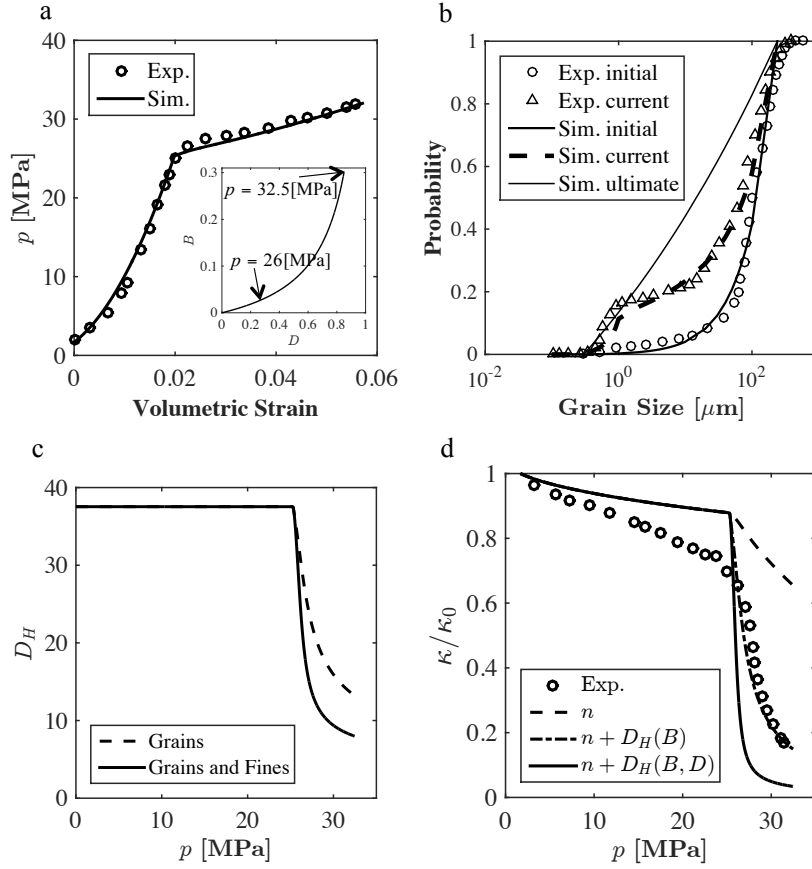 a
p [MPa]
40
30
20
10
0
Exp.
Sim.
0.3
0.2
0.1
0
B
p = 32.5[MPa]
p = 26[MPa]
0 0.2 0.4 0.6 0.8 1
D
0 0.02 0.04 0.06
Volumetric Strain
b
Probability
1
0.8
0.6
0.4
0.2
0
Exp. initial
Exp. current
Sim. initial
Sim. current
Sim. ultimate
10⁻² 10⁰ 10²
Grain Size [μm]
c
D_H
40
30
20
10
0
Grains
Grains and Fines
0 10 20 30
p [MPa]
d
κ/κ₀
1
0.8
0.6
0.4
0.2
0
Exp.
n
n + D_H(B)
n + D_H(B, D)
0 10 20 30
p [MPa]